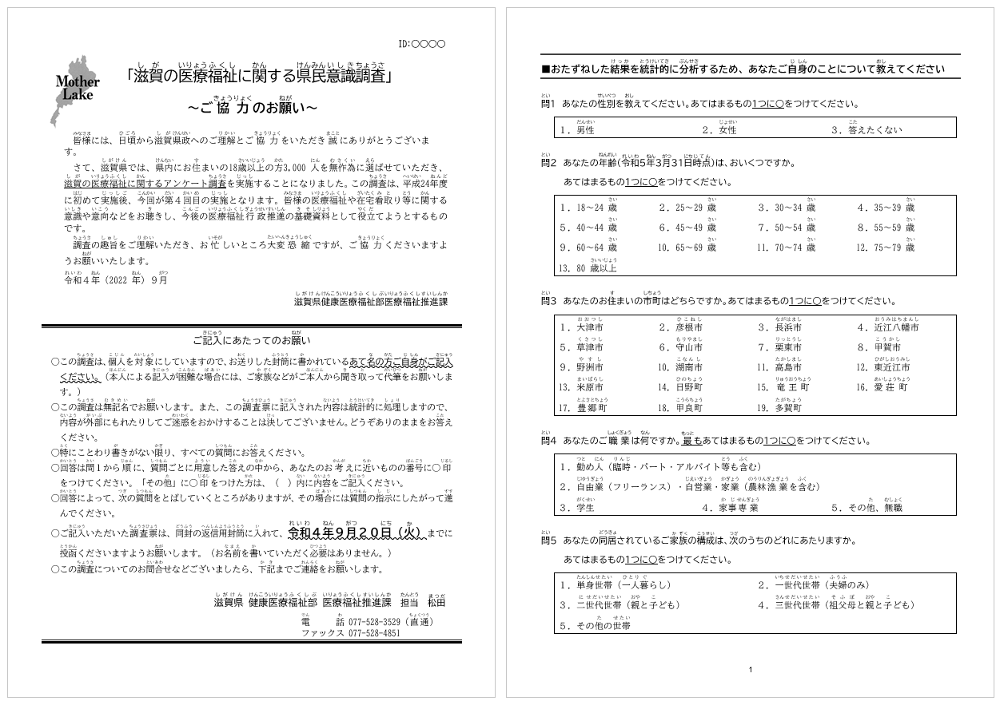 ID:○○○○
Mother
Lake
「滋賀の医療福祉に関する県民意識調査」
～ご協力のお願い～
皆様には、日頃から滋賀県政へのご理解とご協力をいただき誠にありがとうございま
す。
さて、滋賀県では、県内にお住まいの18歳以上の方3,000 人を無作為に選ばせていただき、
滋賀の医療福祉に関するアンケート調査を実施することになりました。この調査は、平成24年度
に初めて実施後、今回が第４回目の実施となります。皆様の医療福祉や在宅看取り等に関する
意識や意向などをお聴きし、今後の医療福祉行政推進の基礎資料として役立てようとするもの
です。
調査の趣旨をご理解いただき、お忙しいところ大変恐縮ですが、ご協力くださいますよ
うお願いいたします。
令和４年（2022 年）９月
滋賀県健康医療福祉部医療福祉推進課
ご記入にあたってのお願い
○この調査は、個人を対象にしていますので、お送りした封筒に書かれているあて名の方ご自身がご記入
ください。（本人による記入が困難な場合には、ご家族などがご本人から聞き取って代筆をお願いしま
す。）
○この調査は無記名でお願いします。また、この調査票に記入された内容は統計的に処理しますので、
内容が外部にもれたりしてご迷惑をおかけすることは決してございません。どうぞありのままをお答え
ください。
○特にことわり書きがない限り、すべての質問にお答えください。
○回答は問１から順に、質問ごとに用意した答えの中から、あなたのお考えに近いものの番号に○印
をつけてください。「その他」に○印をつけた方は、（　）内に内容をご記入ください。
○回答によって、次の質問をとばしていくところがありますが、その場合には質問の指示にしたがって進
んでください。
○ご記入いただいた調査票は、同封の返信用封筒に入れて、令和４年９月２０日（火）までに
投函くださいますようお願いします。（お名前を書いていただく必要はありません。）
○この調査についてのお問合せなどございましたら、下記までご連絡をお願いします。
滋賀県 健康医療福祉部 医療福祉推進課 担当 松田
電　　話 077-528-3529（直通）
ファックス 077-528-4851
■おたずねした結果を統計的に分析するため、あなたご自身のことについて教えてください
問1 あなたの性別を教えてください。あてはまるもの1つに○をつけてください。
１．男性 ２．女性 ３．答えたくない
問2 あなたの年齢(令和5年3月31日時点)は、おいくつですか。
あてはまるもの1つに○をつけてください。
１．18～24 歳 ２．25～29 歳 ３．30～34 歳 ４．35～39 歳
５．40～44 歳 ６．45～49 歳 ７．50～54 歳 ８．55～59 歳
９．60～64 歳 10．65～69 歳 11．70～74 歳 12．75～79 歳
13．80 歳以上
問3 あなたのお住まいの市町はどちらですか。あてはまるもの1つに○をつけてください。
１．大津市 ２．彦根市 ３．長浜市 ４．近江八幡市
５．草津市 ６．守山市 ７．栗東市 ８．甲賀市
９．野洲市 10．湖南市 11．高島市 12．東近江市
13．米原市 14．日野町 15．竜王町 16．愛荘町
17．豊郷町 18．甲良町 19．多賀町
問4 あなたのご職業は何ですか。最もあてはまるもの1つに○をつけてください。
１．勤め人（臨時・パート・アルバイト等も含む）
２．自由業（フリーランス）・自営業・家業（農林漁業を含む）
３．学生 ４．家事専業 ５．その他、無職
問5 あなたの同居されているご家族の構成は、次のうちのどれにあたりますか。
あてはまるもの1つに○をつけてください。
１．単身世帯（一人暮らし） ２．一世代世帯（夫婦のみ）
３．二世代世帯（親と子ども） ４．三世代世帯（祖父母と親と子ども）
５．その他の世帯
1